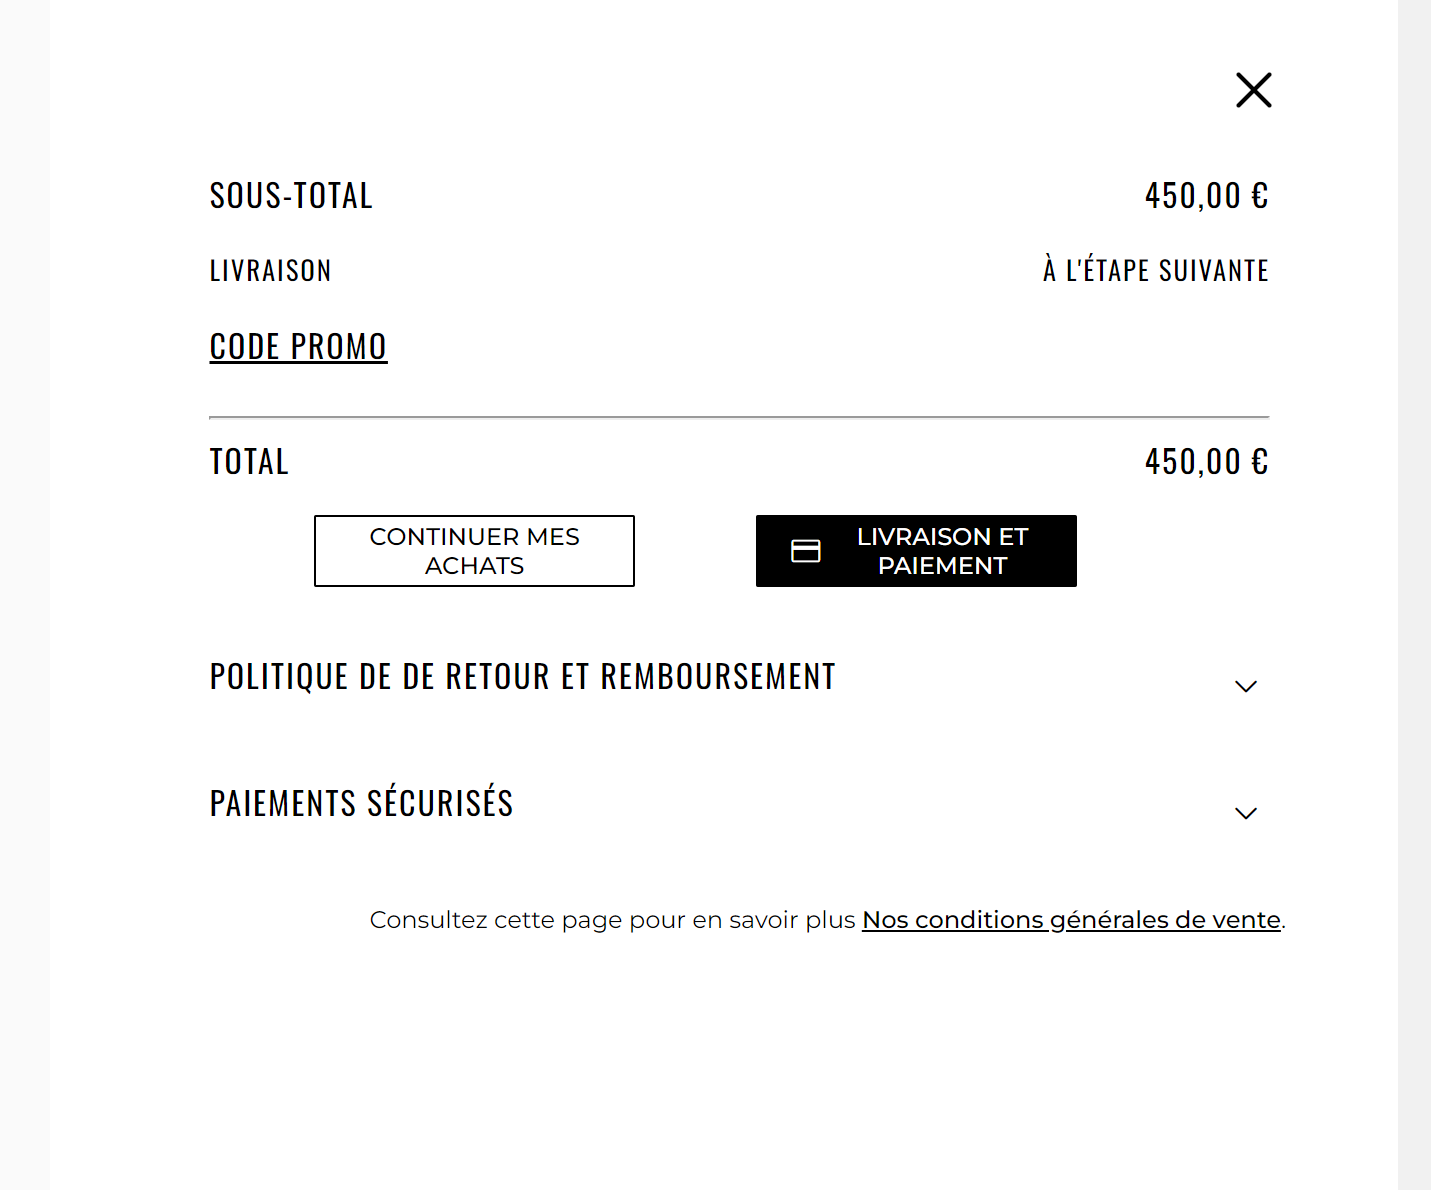 SOUS-TOTAL 450,00 €
LIVRAISON À L'ÉTAPE SUIVANTE
CODE PROMO
TOTAL 450,00 €
CONTINUER MES
ACHATS
LIVRAISON ET
PAIEMENT
POLITIQUE DE DE RETOUR ET REMBOURSEMENT
PAIEMENTS SÉCURISÉS
Consultez cette page pour en savoir plus Nos conditions générales de vente.